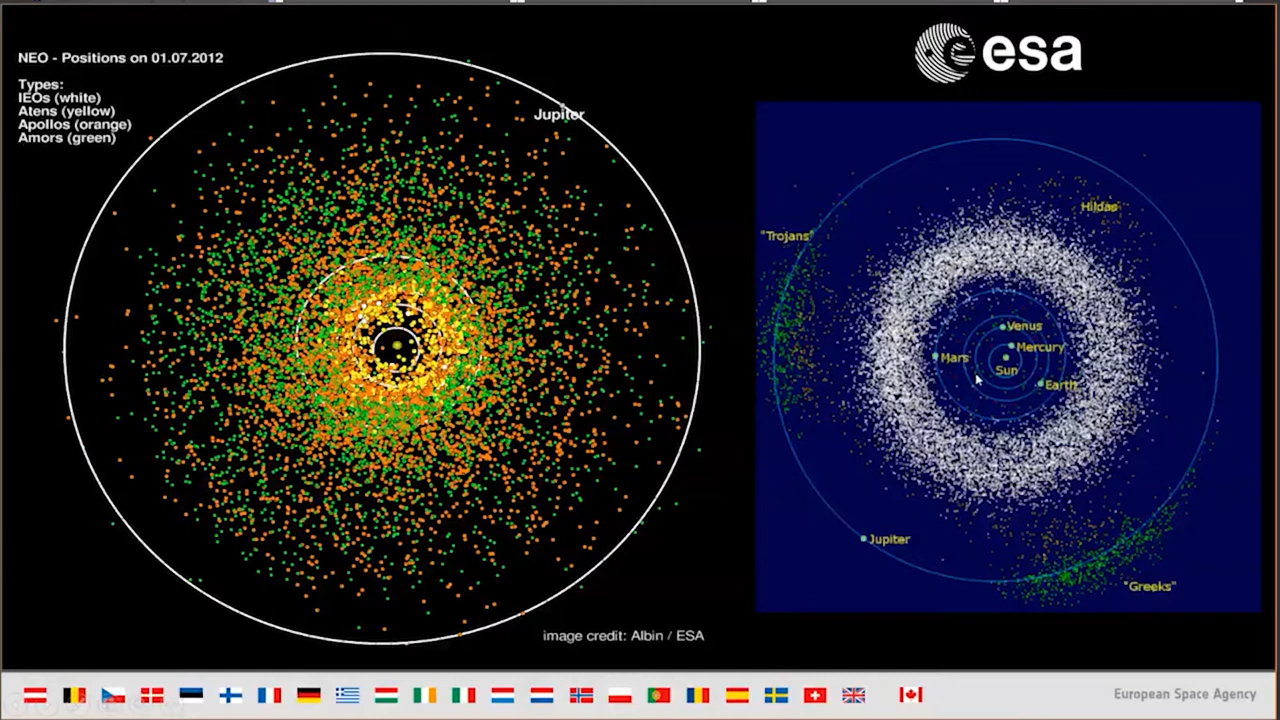 NEO - Positions on 01.07.2012
Types:
IEOs (white)
Atens (yellow)
Apollos (orange)
Amors (green)
Jupiter
image credit: Albin / ESA
esa
Hildas
"Trojans"
Venus
Mercury
Mars
Sun
Earth
Jupiter
"Greeks"
European Space Agency